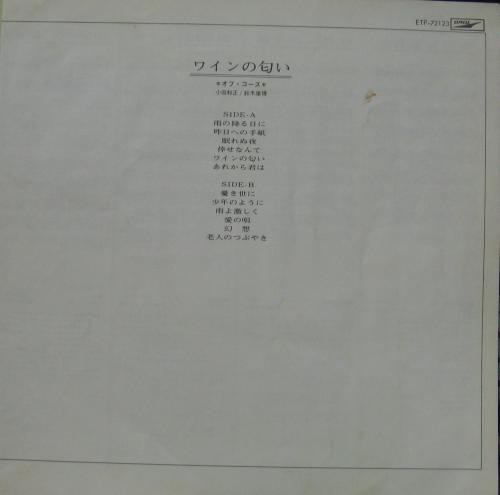 ETP-72123
ワインの匂い
*オフ・コース*
小田和正/鈴木康博
SIDE-A
雨の降る日に
昨日への手紙
眠れぬ夜
倖せなんて
ワインの匂い
あれから君は
SIDE-B
憂き世に
少年のように
雨よ激しく
愛の唄
幻想
老人のつぶやき